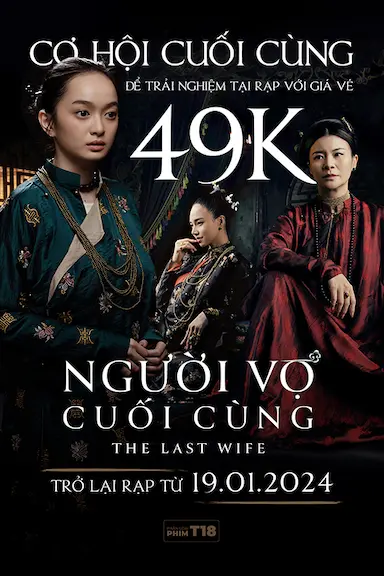 CƠ HỘI CUỐI CÙNG
ĐỂ TRẢI NGHIỆM TẠI RẠP VỚI GIÁ VÉ
49K
NGƯỜI VỢ
CUỐI CÙNG
THE LAST WIFE
TRỞ LẠI RẠP TỪ 19.01.2024
PHIM T18